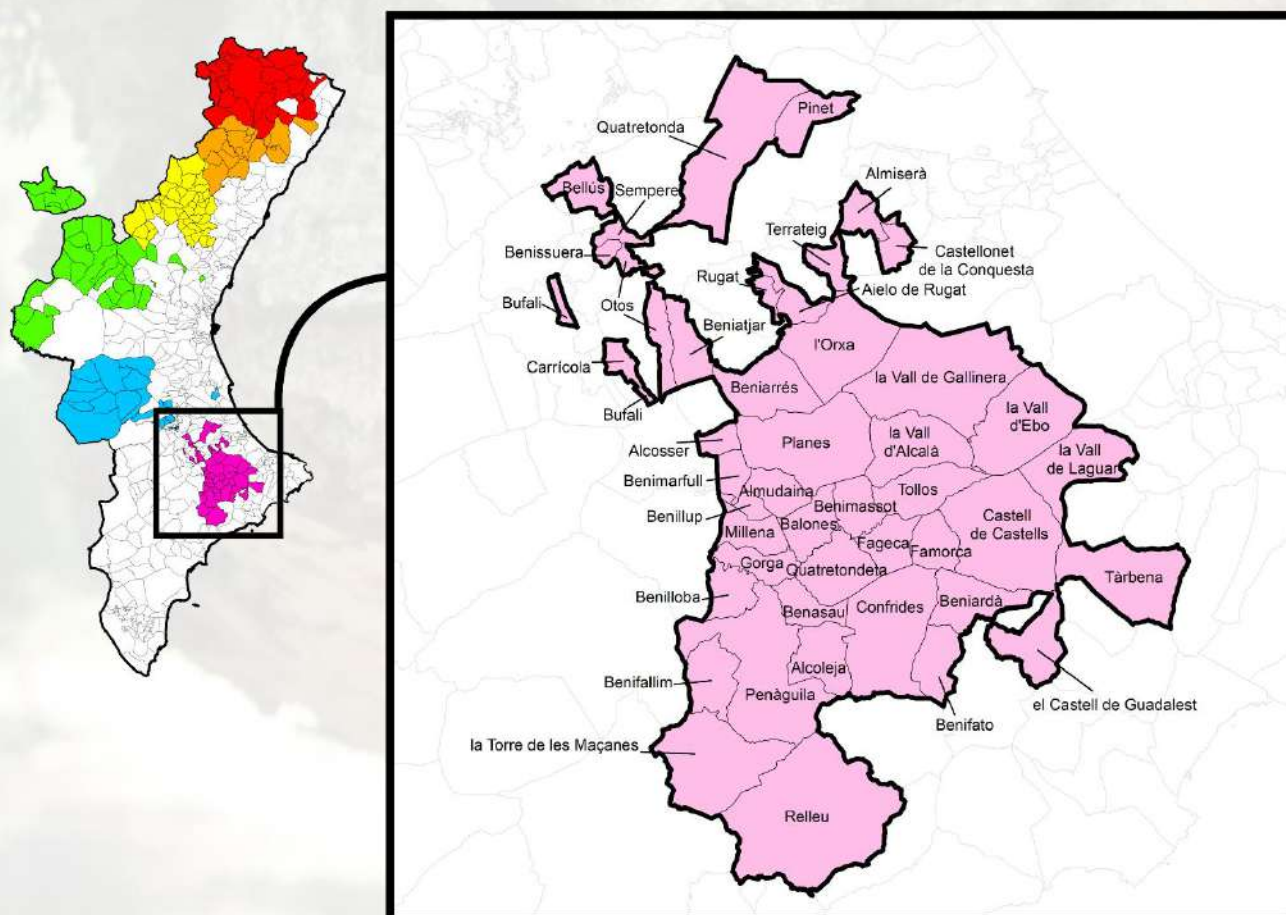 Pinet
Quatretonda
Almiserà
Bellús
Sempere
Terrateig
Benissuera
Castellonet
de la Conquesta
Rugat
Aielo de Rugat
Bufali
Otos
Beniatjar
l'Orxa
Carrícola
la Vall de Gallinera
Beniarrés
Bufali
la Vall
d'Ebo
Alcosser
Planes
la Vall
d'Alcalà
la Vall
de Laguar
Benimarfull
Almudaina
Tollos
Benillup
Benimassot
Millena
Balones
Castell
de Castells
Fageca
Famorca
Gorga
Quatretondeta
Tàrbena
Benilloba
Benasau
Confrides
Beniardà
Alcoleja
Benifallim
Penàguila
el Castell de Guadalest
Benifato
la Torre de les Maçanes
Relleu